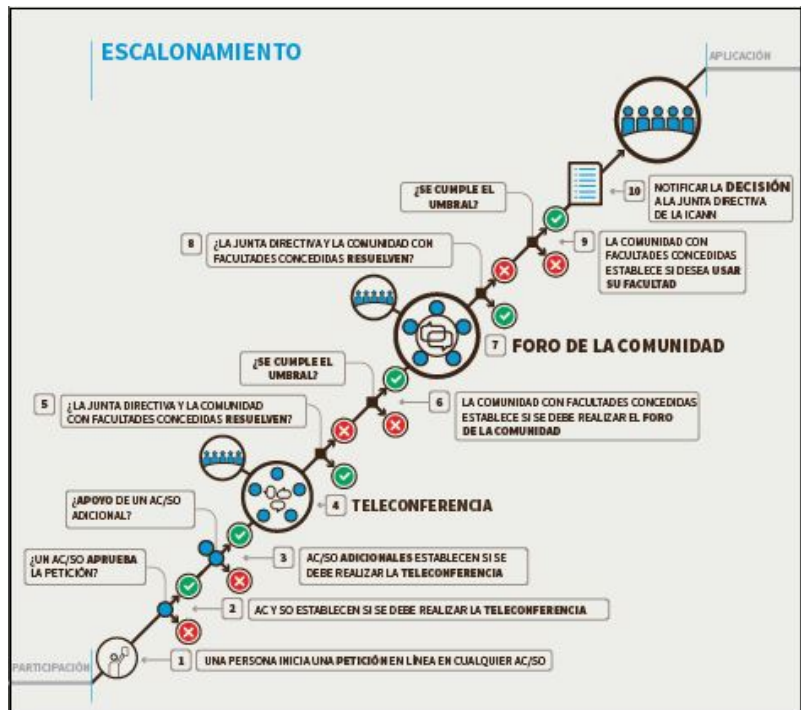 ESCALONAMIENTO
APLICACIÓN
¿SE CUMPLE EL
UMBRAL?
10
NOTIFICAR LA DECISIÓN
A LA JUNTA DIRECTIVA
DE LA ICANN
8
¿LA JUNTA DIRECTIVA Y LA COMUNIDAD CON
FACULTADES CONCEDIDAS RESUELVEN?
9
LA COMUNIDAD CON
FACULTADES CONCEDIDAS
ESTABLECE SI DESEA USAR
SU FACULTAD
7
FORO DE LA COMUNIDAD
¿SE CUMPLE EL
UMBRAL?
5
¿LA JUNTA DIRECTIVA Y LA COMUNIDAD
CON FACULTADES CONCEDIDAS RESUELVEN?
6
LA COMUNIDAD CON FACULTADES CONCEDIDAS
ESTABLECE SI SE DEBE REALIZAR EL FORO
DE LA COMUNIDAD
4
TELECONFERENCIA
¿APOYO DE UN AC/SO
ADICIONAL?
3
AC/SO ADICIONALES ESTABLECEN SI SE
DEBE REALIZAR LA TELECONFERENCIA
¿UN AC/SO APRUEBA
LA PETICIÓN?
2
AC Y SO ESTABLECEN SI SE DEBE REALIZAR LA TELECONFERENCIA
1
UNA PERSONA INICIA UNA PETICIÓN EN LÍNEA EN CUALQUIER AC/SO
PARTICIPACIÓN